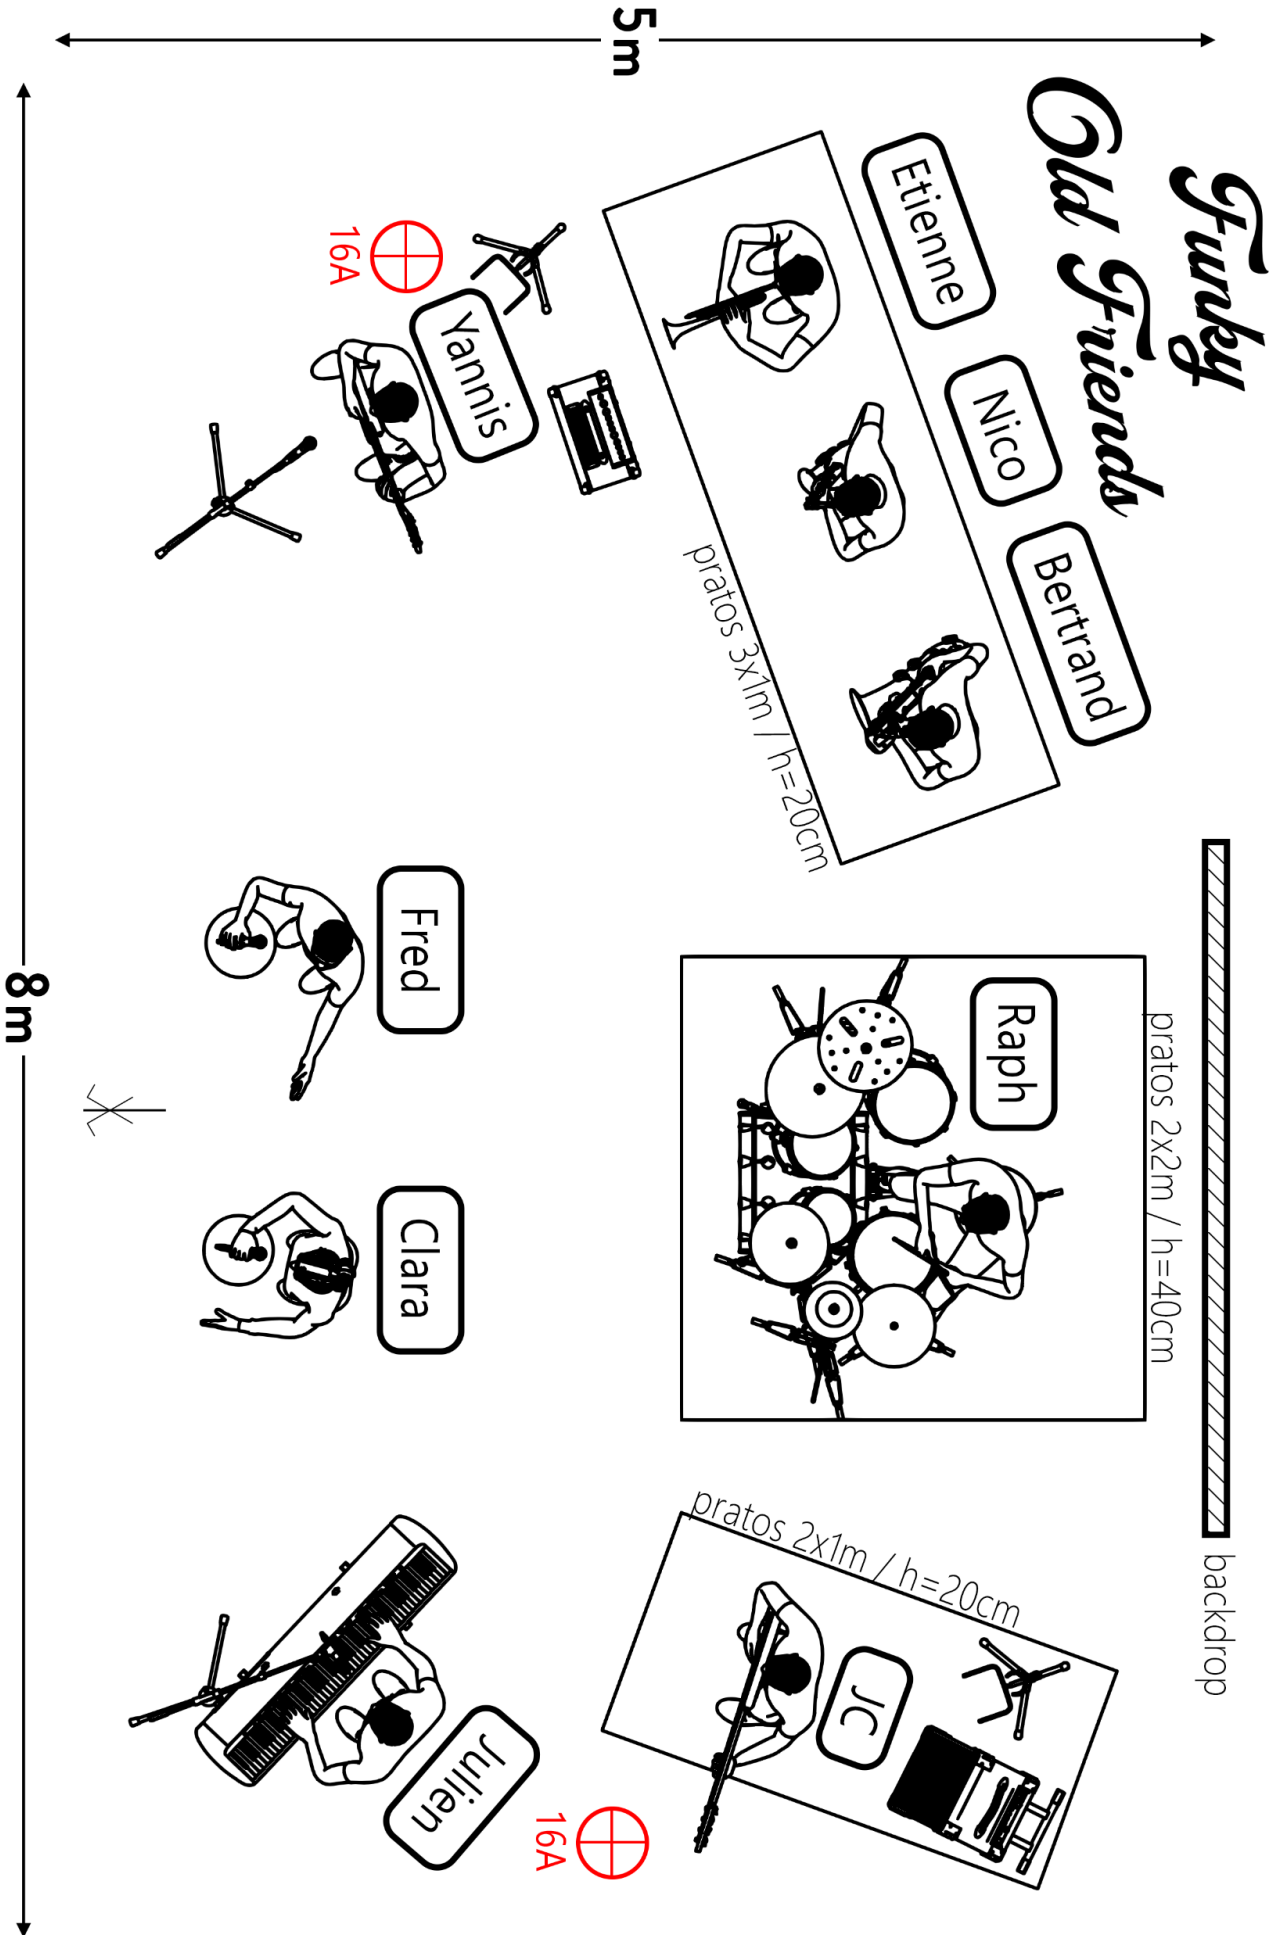 Funky
Old Friends
5m
8m
backdrop
Etienne
Nico
Bertrand
pratos 3x1m / h=20cm
pratos 2x2m / h=40cm
Raph
pratos 2x1m / h=20cm
JC
16A
Yannis
Fred
Clara
Julien
16A